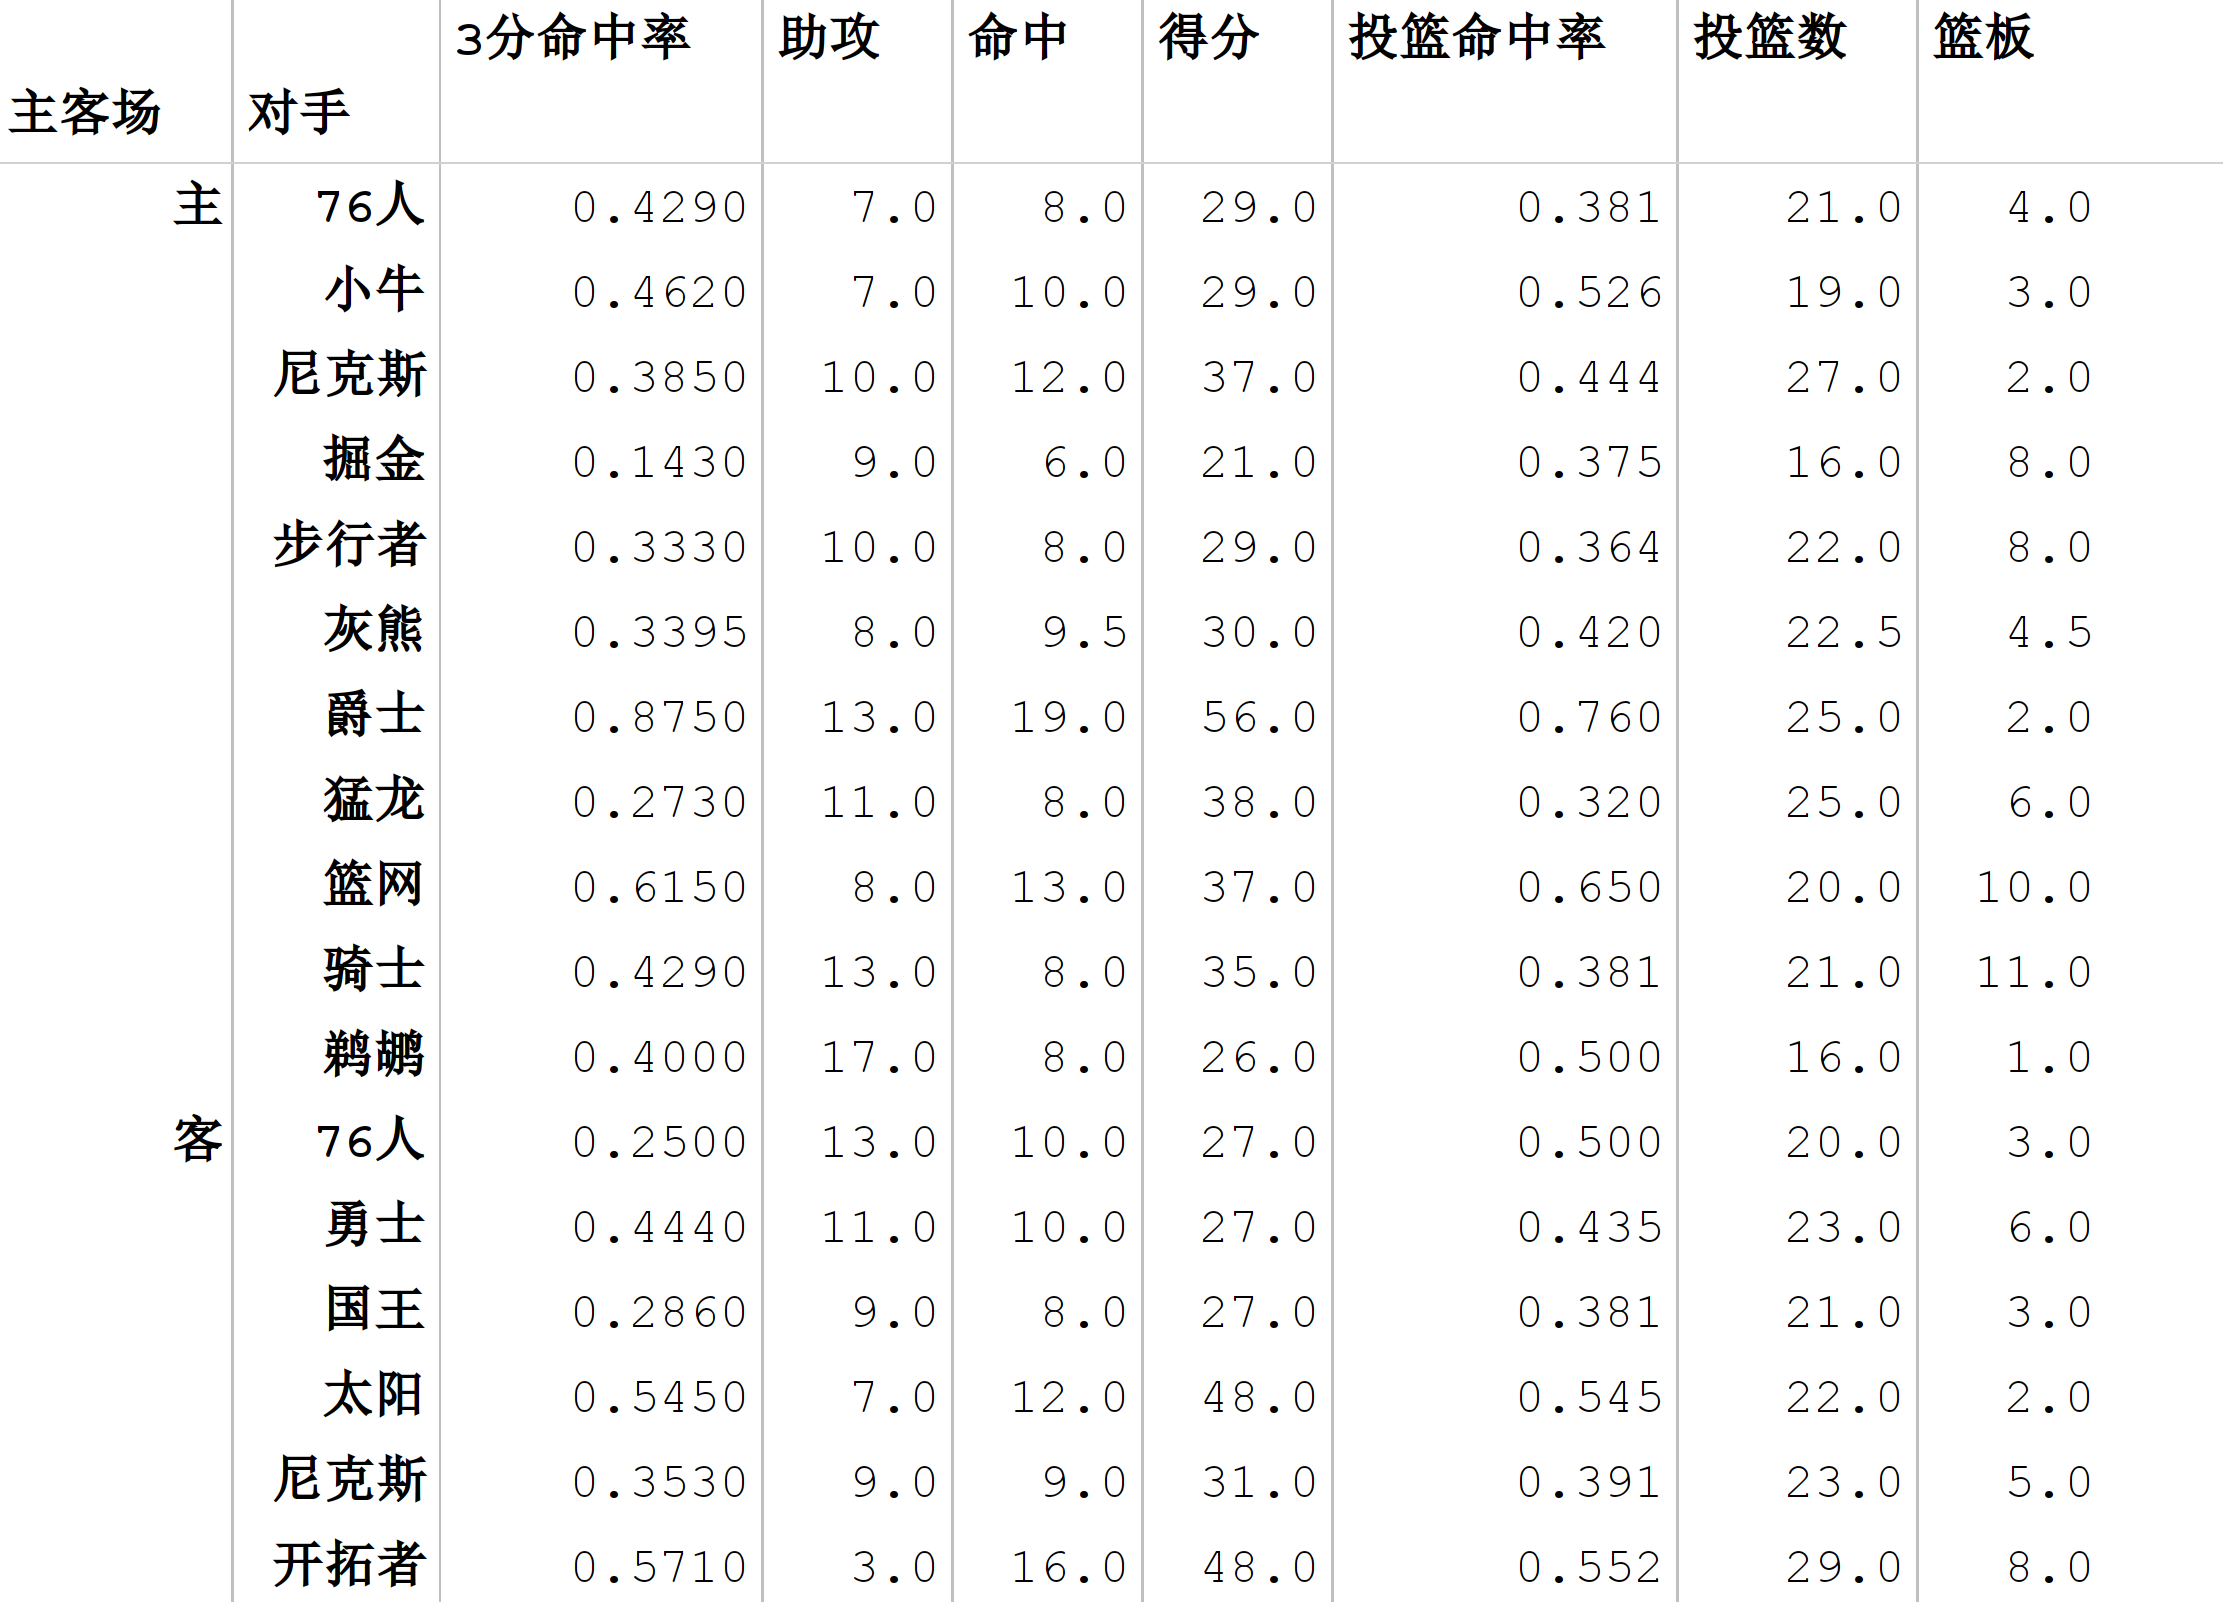 3分命中率 助攻 命中 得分 投篮命中率 投篮数 篮板
主客场 对手
主 76人 0.4290 7.0 8.0 29.0 0.381 21.0 4.0
小牛 0.4620 7.0 10.0 29.0 0.526 19.0 3.0
尼克斯 0.3850 10.0 12.0 37.0 0.444 27.0 2.0
掘金 0.1430 9.0 6.0 21.0 0.375 16.0 8.0
步行者 0.3330 10.0 8.0 29.0 0.364 22.0 8.0
灰熊 0.3395 8.0 9.5 30.0 0.420 22.5 4.5
爵士 0.8750 13.0 19.0 56.0 0.760 25.0 2.0
猛龙 0.2730 11.0 8.0 38.0 0.320 25.0 6.0
篮网 0.6150 8.0 13.0 37.0 0.650 20.0 10.0
骑士 0.4290 13.0 8.0 35.0 0.381 21.0 11.0
鹈鹕 0.4000 17.0 8.0 26.0 0.500 16.0 1.0
客 76人 0.2500 13.0 10.0 27.0 0.500 20.0 3.0
勇士 0.4440 11.0 10.0 27.0 0.435 23.0 6.0
国王 0.2860 9.0 8.0 27.0 0.381 21.0 3.0
太阳 0.5450 7.0 12.0 48.0 0.545 22.0 2.0
尼克斯 0.3530 9.0 9.0 31.0 0.391 23.0 5.0
开拓者 0.5710 3.0 16.0 48.0 0.552 29.0 8.0